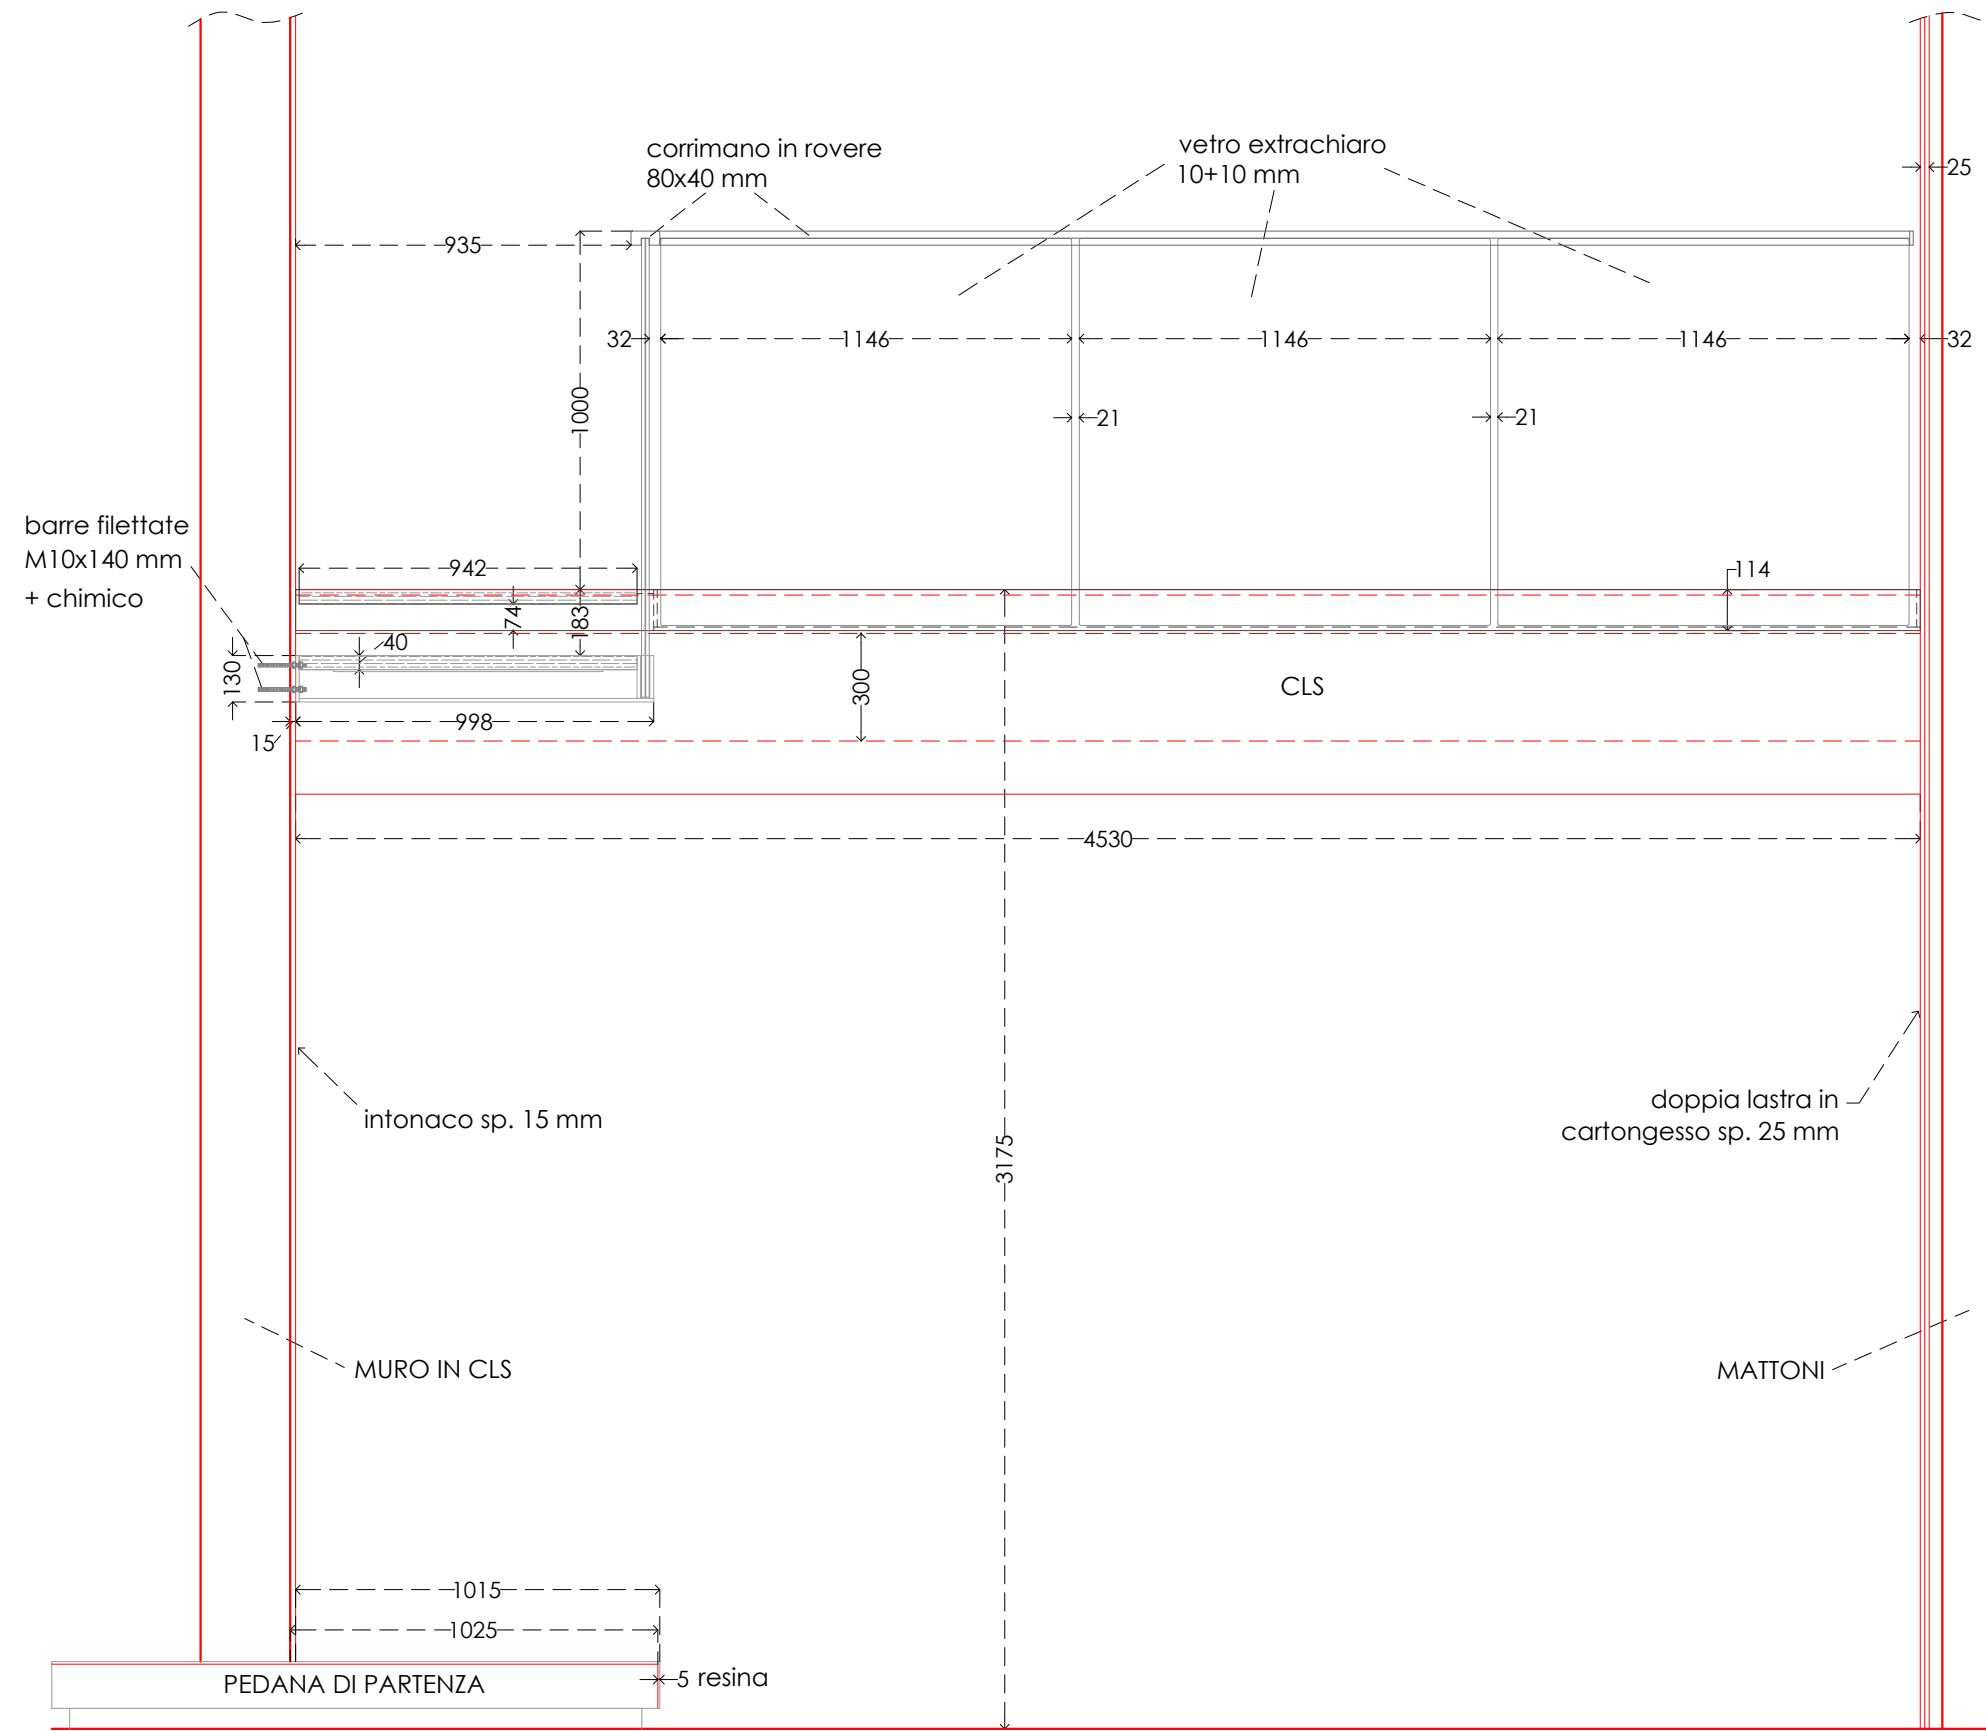 corrimano in rovere
80x40 mm
vetro extrachiaro
10+10 mm
25
935
32
1146
1146
1146
32
1000
21
21
barre filettate
M10x140 mm
+ chimico
942
114
74
183
40
130
300
CLS
998
15
4530
intonaco sp. 15 mm
doppia lastra in
cartongesso sp. 25 mm
3175
MURO IN CLS
MATTONI
1015
1025
PEDANA DI PARTENZA
5 resina